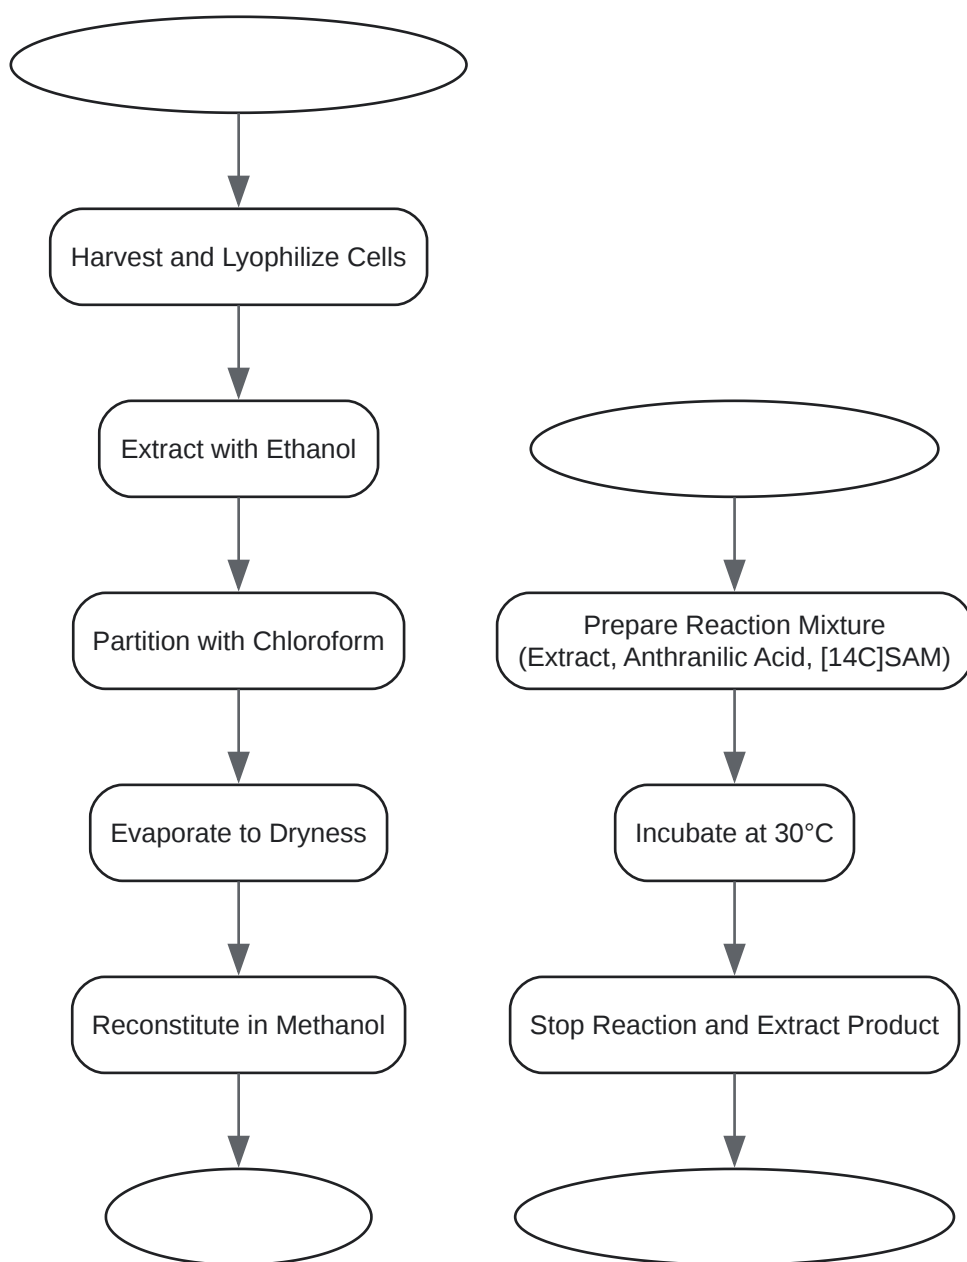 Harvest and Lyophilize Cells
Extract with Ethanol
Partition with Chloroform
Evaporate to Dryness
Reconstitute in Methanol
Prepare Reaction Mixture
(Extract, Anthranilic Acid, [14C]SAM)
Incubate at 30°C
Stop Reaction and Extract Product